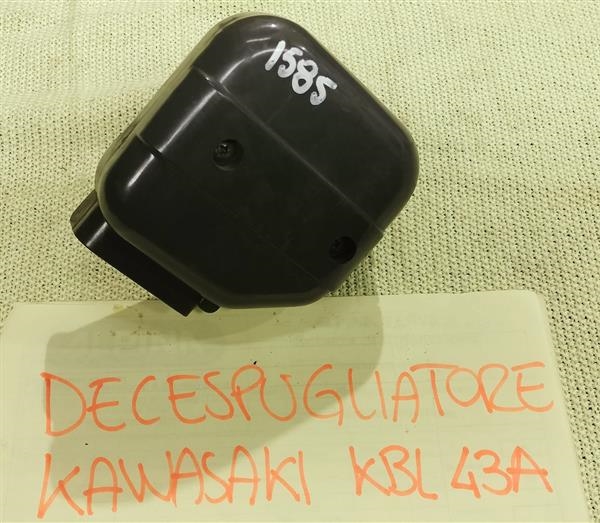 1585
DECESPUGLIATORE
KAWASAKI KBL 43A